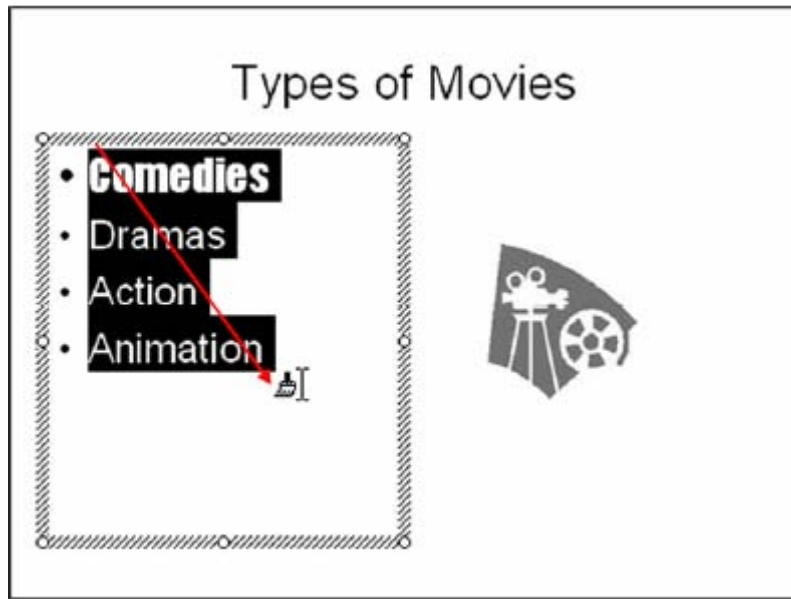 Types of Movies
• Comedies
• Dramas
• Action
• Animation